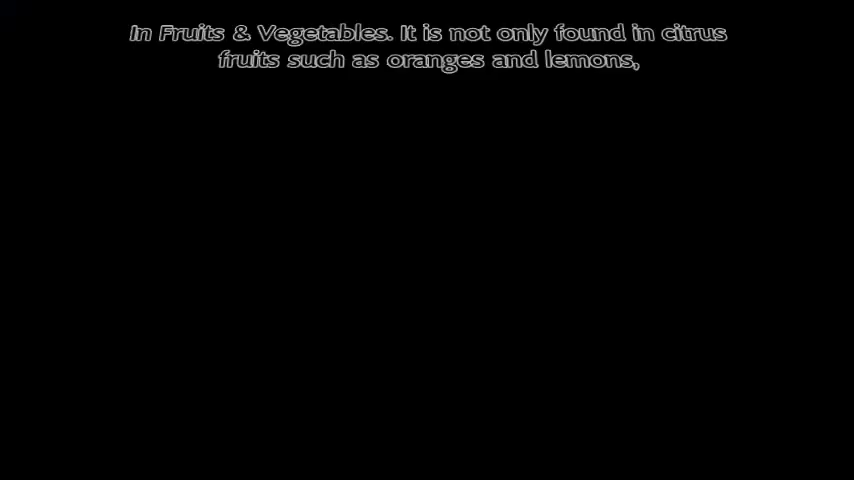 In Fruits & Vegetables. It is not only found in citrus
fruits such as oranges and lemons,